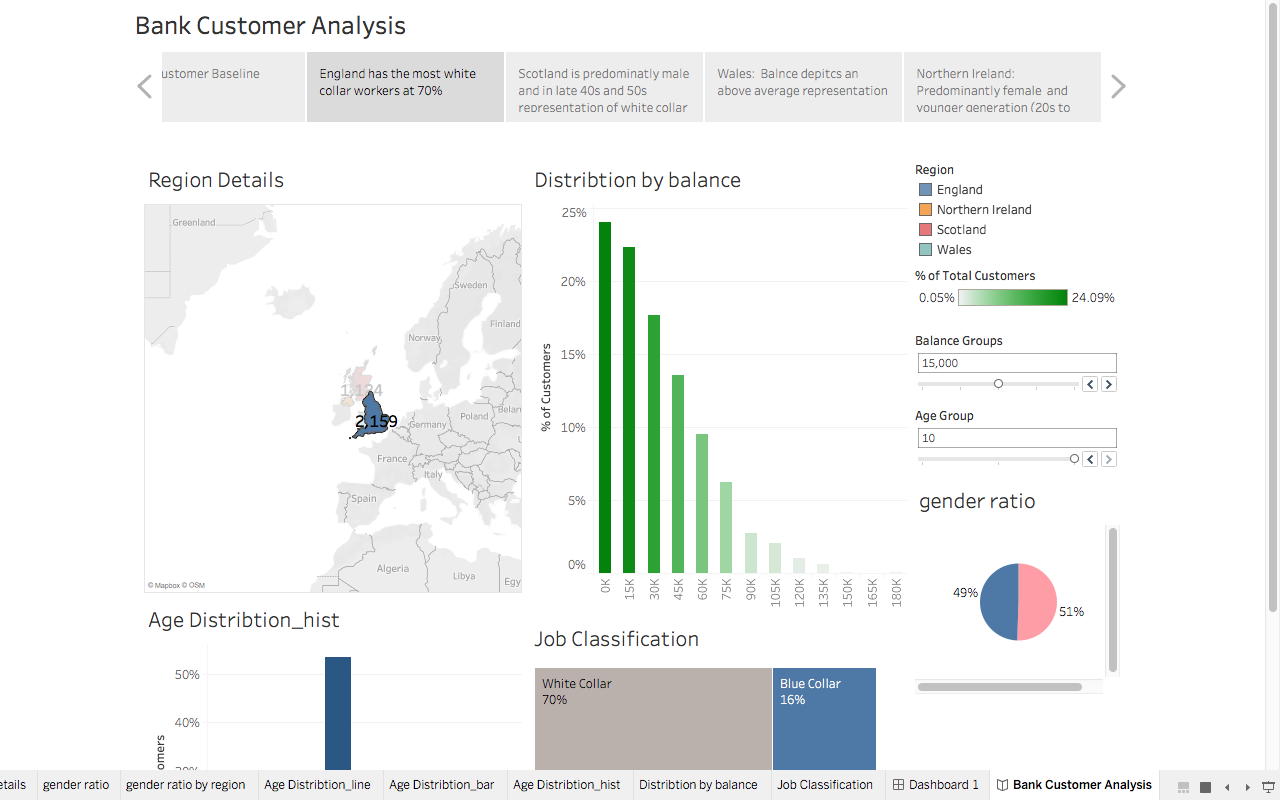 Bank Customer Analysis
ustomer Baseline
England has the most white
collar workers at 70%
Scotland is predominatly male
and in late 40s and 50s
representation of white collar
Wales: Balnce depitcs an
above average representation
Northern Ireland:
Predominantly female and
younger generation (20s to
Region Details
Greenland
Sweden
Finland
Norway
1,134
2,159
Germany
Poland
Belar
France
Italy
Spain
Algeria
Libya
Egy
© Mapbox © OSM
Distribtion by balance
% of Customers
25%
20%
15%
10%
5%
0%
0K
15K
30K
45K
60K
75K
90K
105K
120K
135K
150K
165K
180K
Region
England
Northern Ireland
Scotland
Wales
% of Total Customers
0.05%
24.09%
Balance Groups
15,000
Age Group
10
gender ratio
49%
51%
Age Distribtion_hist
50%
40%
30%
omers
Job Classification
White Collar
70%
Blue Collar
16%
etails
gender ratio
gender ratio by region
Age Distribtion_line
Age Distribtion_bar
Age Distribtion_hist
Distribtion by balance
Job Classification
Dashboard 1
Bank Customer Analysis